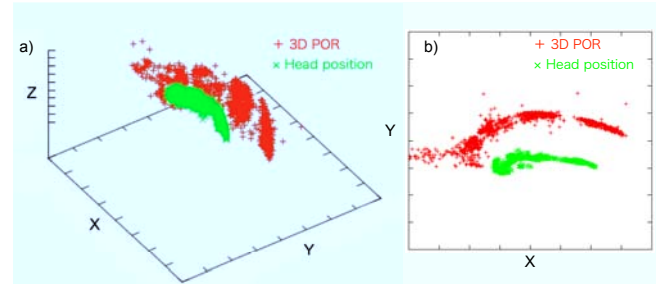 a)
+ 3D POR
× Head position
Z
X
Y
b)
+ 3D POR
× Head position
Y
X